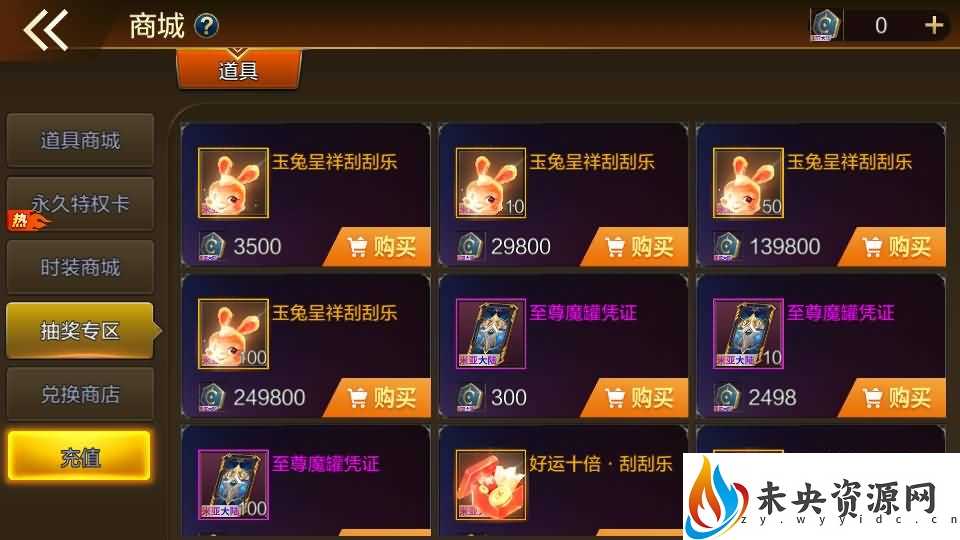 商城 ?
0
道具
道具商城
永久特权卡
热
时装商城
抽奖专区
兑换商店
充值
玉兔呈祥刮刮乐
3500
购买
玉兔呈祥刮刮乐
10
29800
购买
玉兔呈祥刮刮乐
50
139800
购买
玉兔呈祥刮刮乐
100
249800
购买
至尊魔罐凭证
米亚大陆
300
购买
至尊魔罐凭证
米亚大陆
10
2498
购买
至尊魔罐凭证
米亚大陆
100
好运十倍·刮刮乐
未央资源网
zy.wyyidc.cn